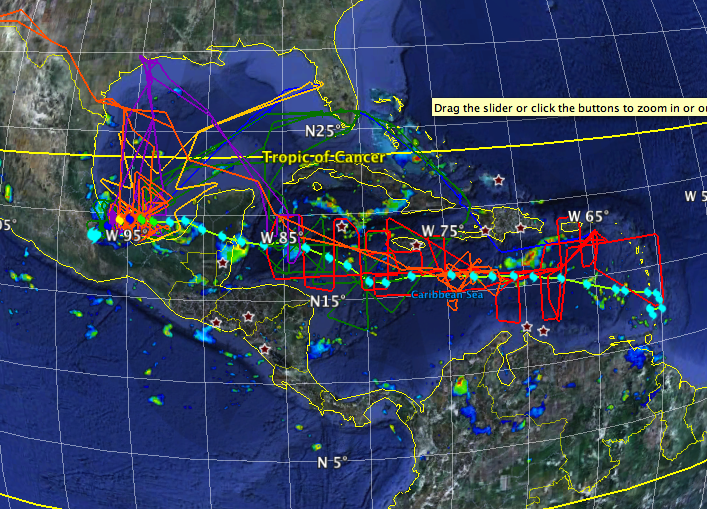 Drag the slider or click the buttons to zoom in or ou
N25°
Tropic of Cancer
W 5
W 65°
05°
W 95°
W 85°
W 75°
N15°
Caribbean Sea
N 5°